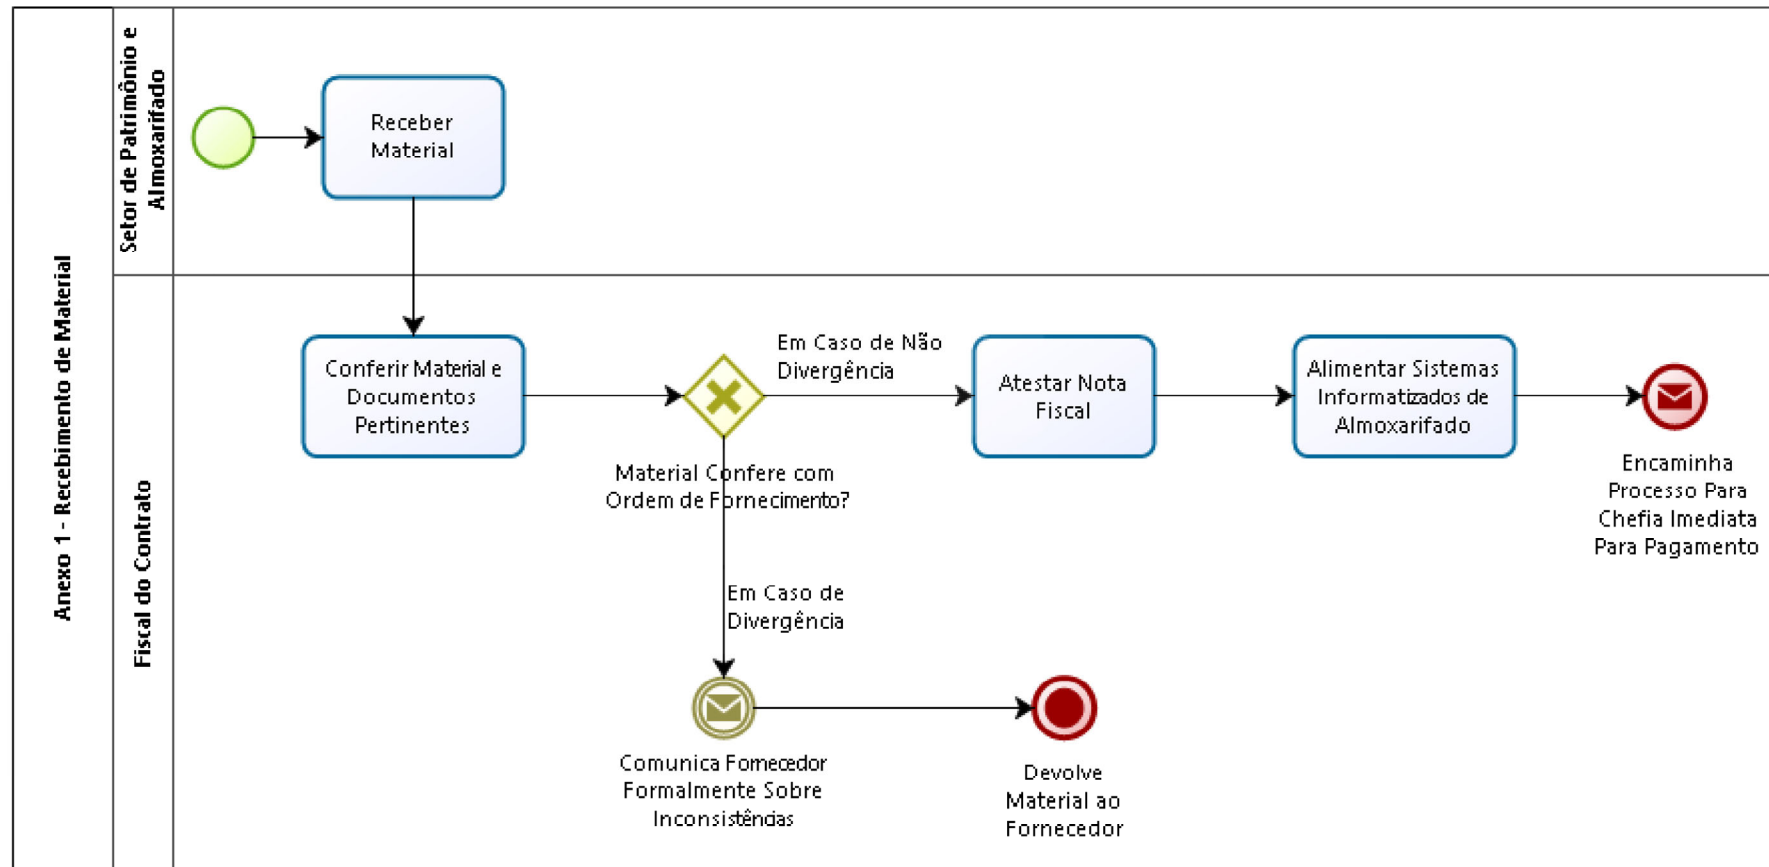 Anexo 1 - Recebimento de Material
Setor de Patrimônio e
Almoxarifado
Receber
Material
Fiscal do Contrato
Conferir Material e
Documentos
Pertinentes
Material Confere com
Ordem de Fornecimento?
Em Caso de Não
Divergência
Atestar Nota
Fiscal
Alimentar Sistemas
Informatizados de
Almoxarifado
Encaminha
Processo Para
Chefia Imediata
Para Pagamento
Em Caso de
Divergência
Comunica Fornecedor
Formalmente Sobre
Inconsistências
Devolve
Material ao
Fornecedor